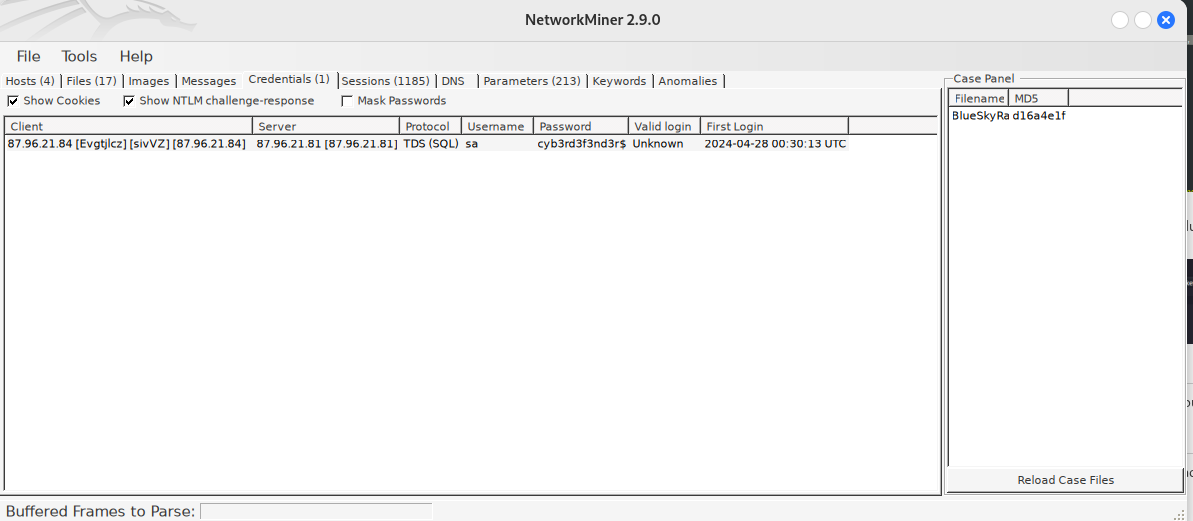 NetworkMiner 2.9.0
File Tools Help
Hosts (4) Files (17) Images Messages Credentials (1) Sessions (1185) DNS Parameters (213) Keywords Anomalies
Case Panel
Show Cookies Show NTLM challenge-response Mask Passwords
Filename MD5
BlueSkyRa d16a4e1f
Client Server Protocol Username Password Valid login First Login
87.96.21.84 [Evgtjlcz] [sivVZ] [87.96.21.84] 87.96.21.81 [87.96.21.81] TDS (SQL) sa cyb3rd3f3nd3r$ Unknown 2024-04-28 00:30:13 UTC
Reload Case Files
Buffered Frames to Parse: